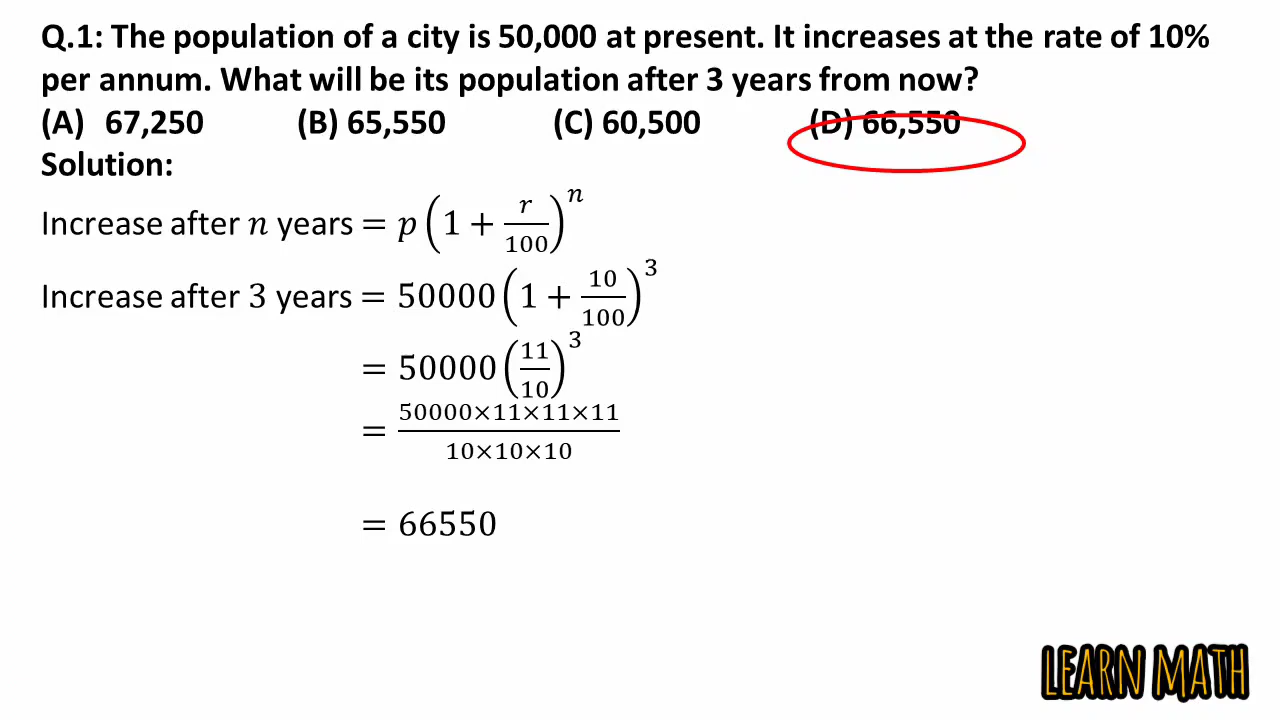 Q.1: The population of a city is 50,000 at present. It increases at the rate of 10%
per annum. What will be its population after 3 years from now?
(A) 67,250 (B) 65,550 (C) 60,500 (D) 66,550
Solution:
Increase after n years = p(1 + r/100)^n
Increase after 3 years = 50000(1 + 10/100)^3
= 50000(11/10)^3
= 50000×11×11×11/10×10×10
= 66550
LEARN MATH